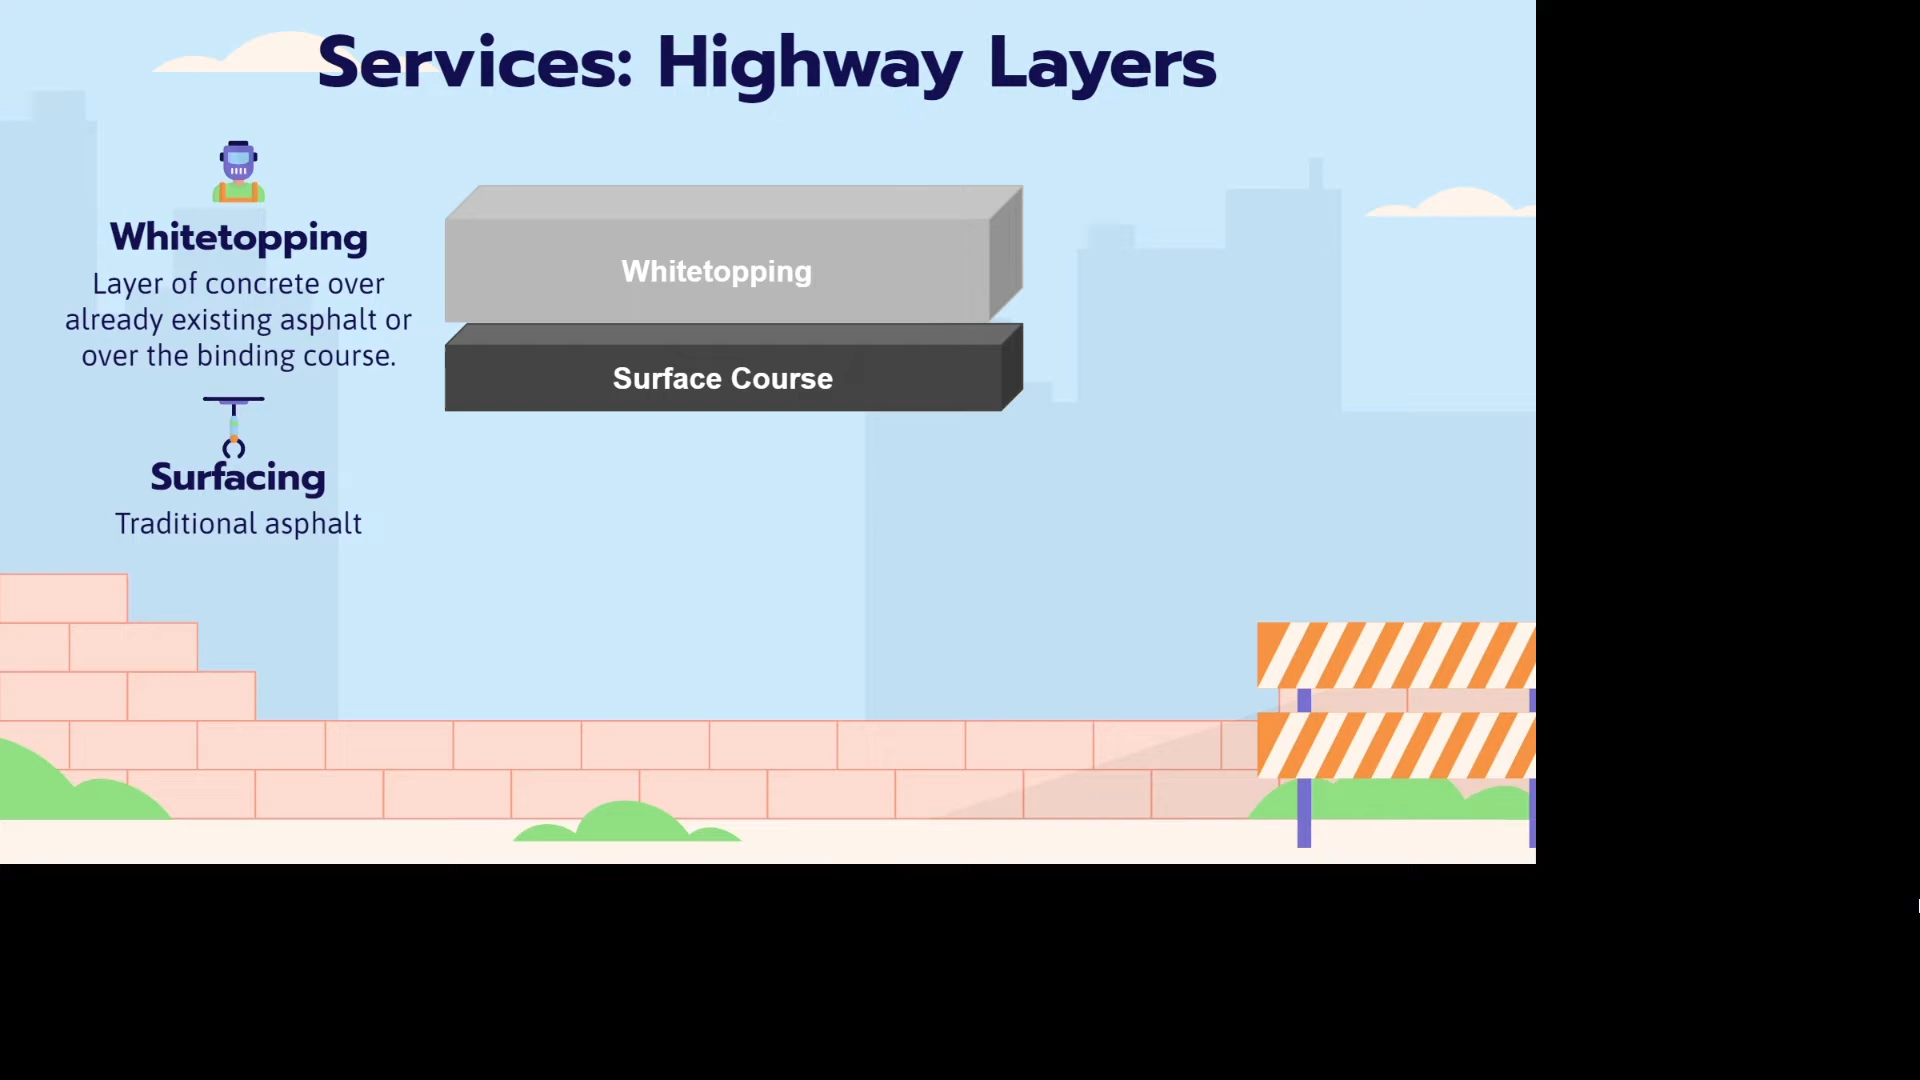 Services: Highway Layers
Whitetopping
Layer of concrete over
already existing asphalt or
over the binding course.
Surfacing
Traditional asphalt
Whitetopping
Surface Course